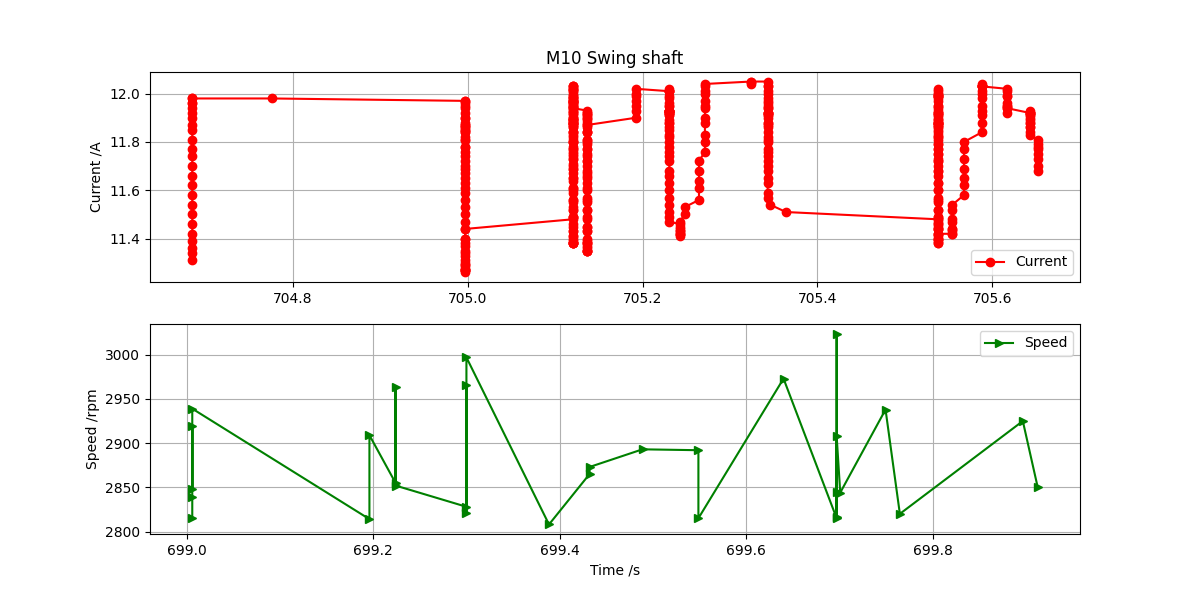 M10 Swing shaft
Current /A
12.0
11.8
11.6
11.4
Current
704.8 705.0 705.2 705.4 705.6
Speed /rpm
3000
2950
2900
2850
2800
Speed
699.0 699.2 699.4 699.6 699.8
Time /s